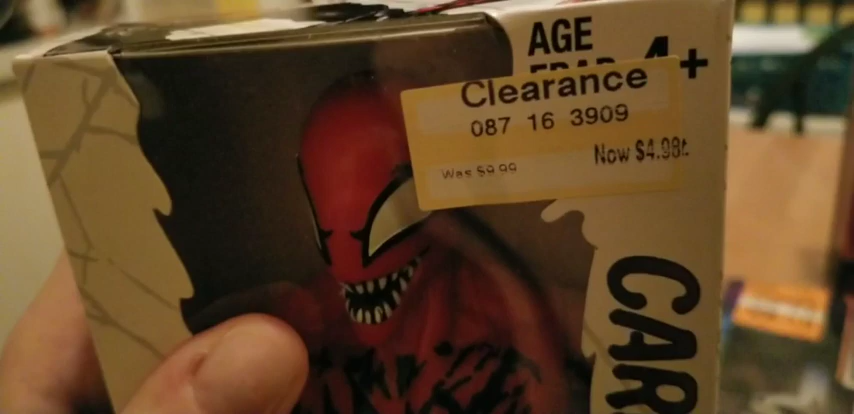 AGE
4+
Clearance
087 16 3909
Was $9.99
Now $4.98
CAR